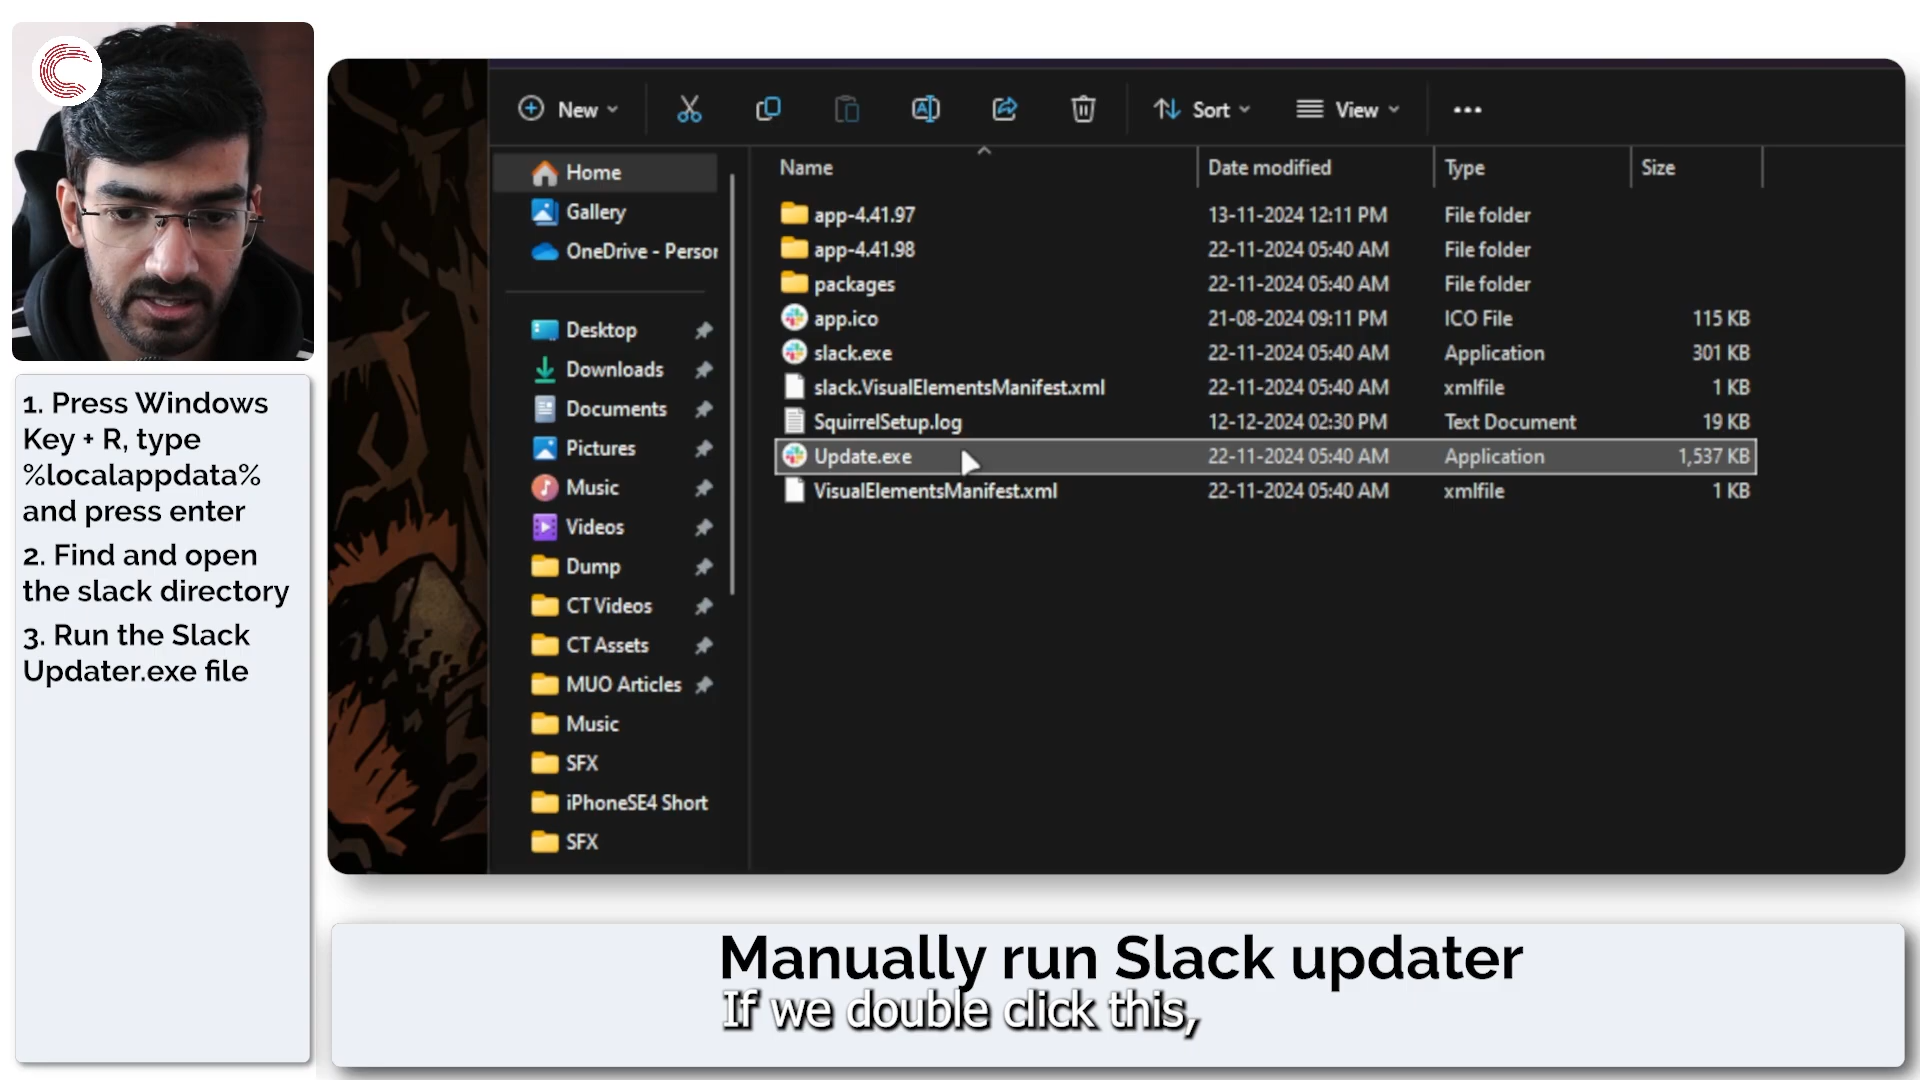 1. Press Windows
Key + R, type
%localappdata%
and press enter
2. Find and open
the slack directory
3. Run the Slack
Updater.exe file
New
Sort
View
Home
Gallery
OneDrive - Person
Desktop
Downloads
Documents
Pictures
Music
Videos
Dump
CT Videos
CT Assets
MUO Articles
Music
SFX
iPhoneSE4 Short
SFX
Name Date modified Type Size
app-4.41.97 13-11-2024 12:11 PM File folder
app-4.41.98 22-11-2024 05:40 AM File folder
packages 22-11-2024 05:40 AM File folder
app.ico 21-08-2024 09:11 PM ICO File 115 KB
slack.exe 22-11-2024 05:40 AM Application 301 KB
slack.VisualElementsManifest.xml 22-11-2024 05:40 AM xmlfile 1 KB
SquirrelSetup.log 12-12-2024 02:30 PM Text Document 19 KB
Update.exe 22-11-2024 05:40 AM Application 1,537 KB
VisualElementsManifest.xml 22-11-2024 05:40 AM xmlfile 1 KB
Manually run Slack updater
If we double click this,